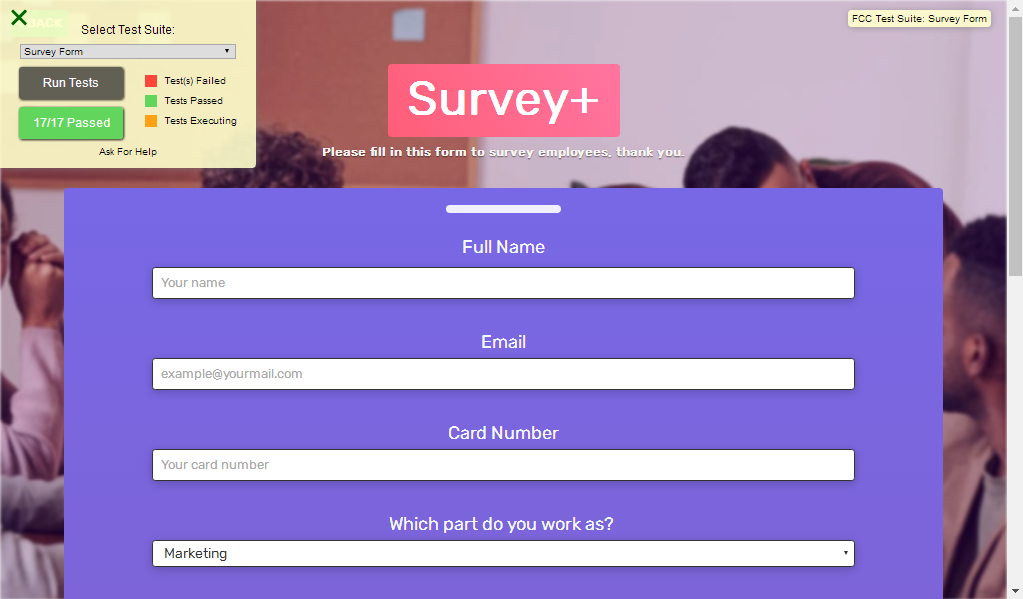 BACK
Select Test Suite:
Survey Form
Run Tests
Test(s) Failed
Tests Passed
17/17 Passed
Tests Executing
Ask For Help
FCC Test Suite: Survey Form
Survey+
Please fill in this form to survey employees, thank you.
Full Name
Your name
Email
example@yourmail.com
Card Number
Your card number
Which part do you work as?
Marketing